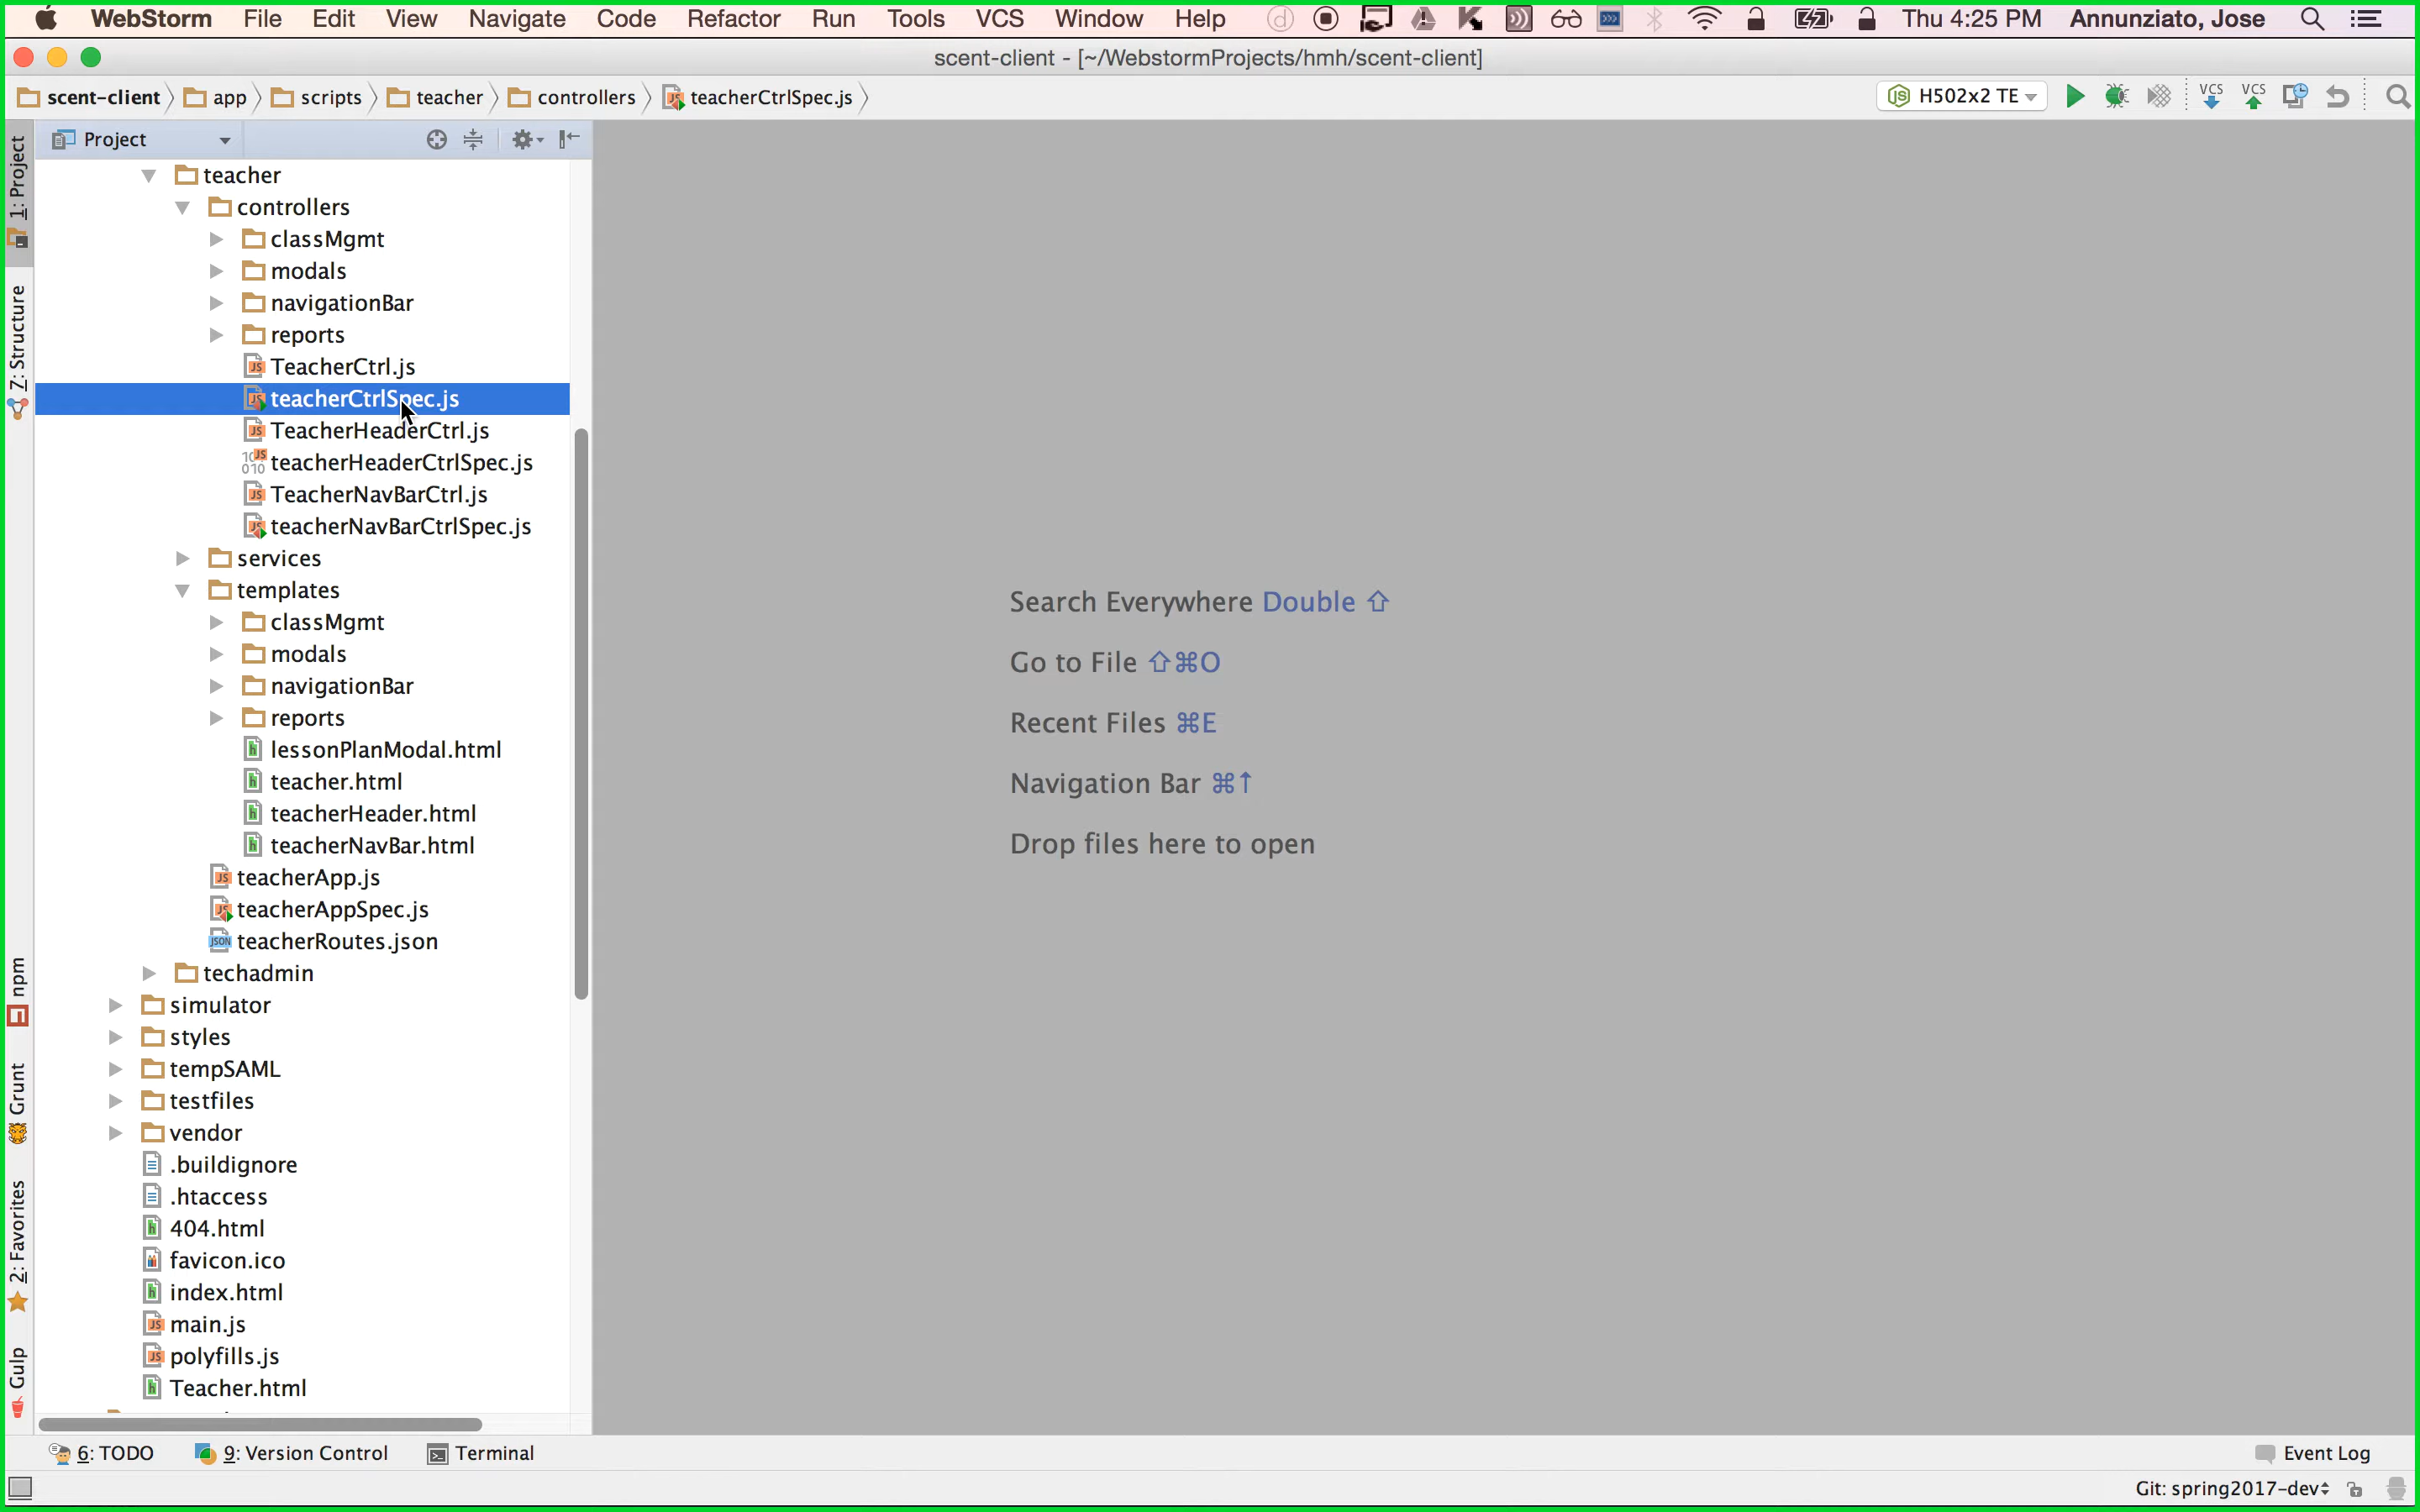 WebStorm File Edit View Navigate Code Refactor Run Tools VCS Window Help Thu 4:25 PM Annunziato, Jose
scent-client - [~/WebstormProjects/hmh/scent-client]
scent-client app scripts teacher controllers teacherCtrlSpec.js H502x2 TE VCS VCS
Project
1: Project
7: Structure
npm
Grunt
2: Favorites
Gulp
teacher
controllers
classMgmt
modals
navigationBar
reports
TeacherCtrl.js
teacherCtrlSpec.js
TeacherHeaderCtrl.js
teacherHeaderCtrlSpec.js
TeacherNavBarCtrl.js
teacherNavBarCtrlSpec.js
services
templates
classMgmt
modals
navigationBar
reports
lessonPlanModal.html
teacher.html
teacherHeader.html
teacherNavBar.html
teacherApp.js
teacherAppSpec.js
teacherRoutes.json
techadmin
simulator
styles
tempSAML
testfiles
vendor
.buildignore
.htaccess
404.html
favicon.ico
index.html
main.js
polyfills.js
Teacher.html
Search Everywhere Double ⇧
Go to File ⇧⌘O
Recent Files ⌘E
Navigation Bar ⌘↑
Drop files here to open
6: TODO 9: Version Control Terminal Event Log
Git: spring2017-dev